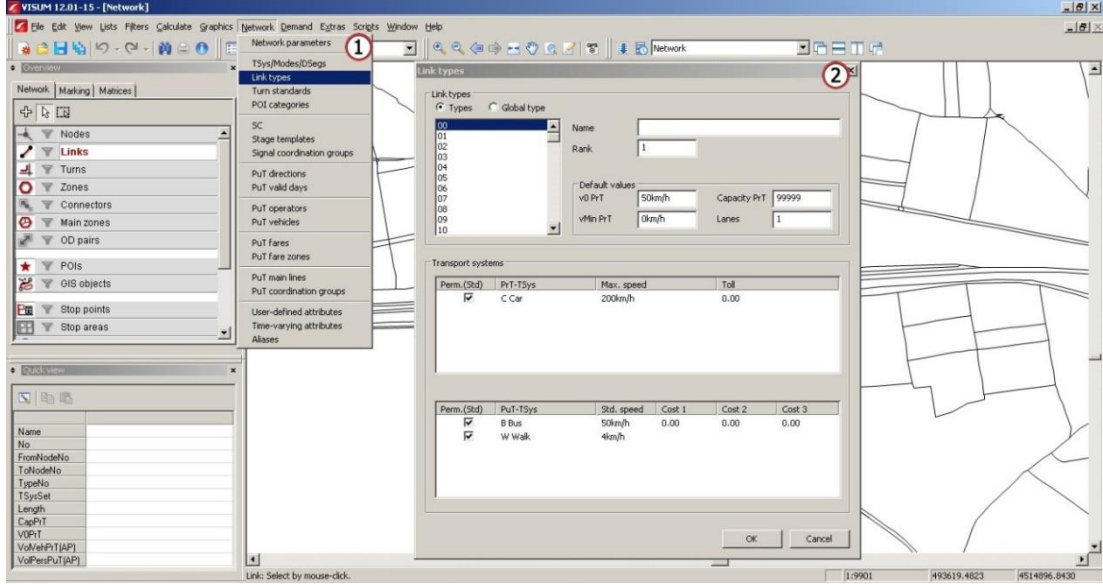 VISUM 12.01-15 - [Network]
File Edit View Lists Filters Calculate Graphics Network Demand Extras Scripts Window Help
Network
Overview
Network Marking Matrices
Nodes
Links
Turns
Zones
Connectors
Main zones
OD pairs
POIs
GIS objects
Stop points
Stop areas
Quick view
Name
No
FromNodeNo
ToNodeNo
TypeNo
TSysSet
Length
CapPrT
V0PrT
VolVehPrT(AP)
VolPersPuT(AP)
1
Network parameters
TSys/Modes/DSegs
Link types
Turn standards
POI categories
SC
Stage templates
Signal coordination groups
PuT directions
PuT valid days
PuT operators
PuT vehicles
PuT fares
PuT fare zones
PuT main lines
PuT coordination groups
User-defined attributes
Time-varying attributes
Aliases
2
Link types
Link types
Types Global type
00
01
02
03
04
05
06
07
08
09
10
Name
Rank 1
Default values
v0 PrT 50km/h Capacity PrT 99999
vMin PrT 0km/h Lanes 1
Transport systems
Perm.(Std) PrT-TSys Max. speed Toll
C Car 200km/h 0.00
Perm.(Std) PuT-TSys Std. speed Cost 1 Cost 2 Cost 3
B Bus 50km/h 0.00 0.00 0.00
W Walk 4km/h
OK Cancel
Link: Select by mouse-click. 1:9901 493619.4823 4514896.8430